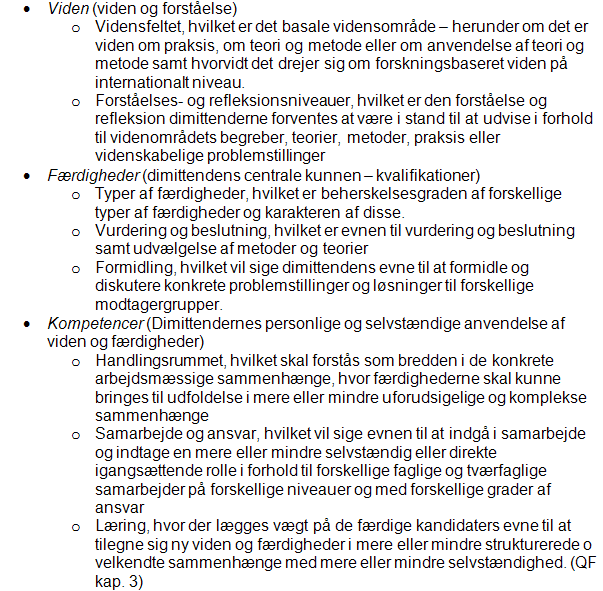 • Viden (viden og forståelse)
o Vidensfeltet, hvilket er det basale vidensområde – herunder om det er
viden om praksis, om teori og metode eller om anvendelse af teori og
metode samt hvorvidt det drejer sig om forskningsbaseret viden på
internationalt niveau.
o Forståelses- og refleksionsniveauer, hvilket er den forståelse og
refleksion dimittenderne forventes at være i stand til at udvise i forhold
til videnområdets begreber, teorier, metoder, praksis eller
videnskabelige problemstillinger
• Færdigheder (dimittendens centrale kunnen – kvalifikationer)
o Typer af færdigheder, hvilket er beherskelsesgraden af forskellige
typer af færdigheder og karakteren af disse.
o Vurdering og beslutning, hvilket er evnen til vurdering og beslutning
samt udvælgelse af metoder og teorier
o Formidling, hvilket vil sige dimittendens evne til at formidle og
diskutere konkrete problemstillinger og løsninger til forskellige
modtagergrupper.
• Kompetencer (Dimittendernes personlige og selvstændige anvendelse af
viden og færdigheder)
o Handlingsrummet, hvilket skal forstås som bredden i de konkrete
arbejdsmæssige sammenhænge, hvor færdighederne skal kunne
bringes til udfoldelse i mere eller mindre uforudsigelige og komplekse
sammenhænge
o Samarbejde og ansvar, hvilket vil sige evnen til at indgå i samarbejde
og indtage en mere eller mindre selvstændig eller direkte
igangsættende rolle i forhold til forskellige faglige og tværfaglige
samarbejder på forskellige niveauer og med forskellige grader af
ansvar
o Læring, hvor der lægges vægt på de færdige kandidaters evne til at
tilegne sig ny viden og færdigheder i mere eller mindre strukturerede o
velkendte sammenhænge med mere eller mindre selvstændighed. (QF
kap. 3)